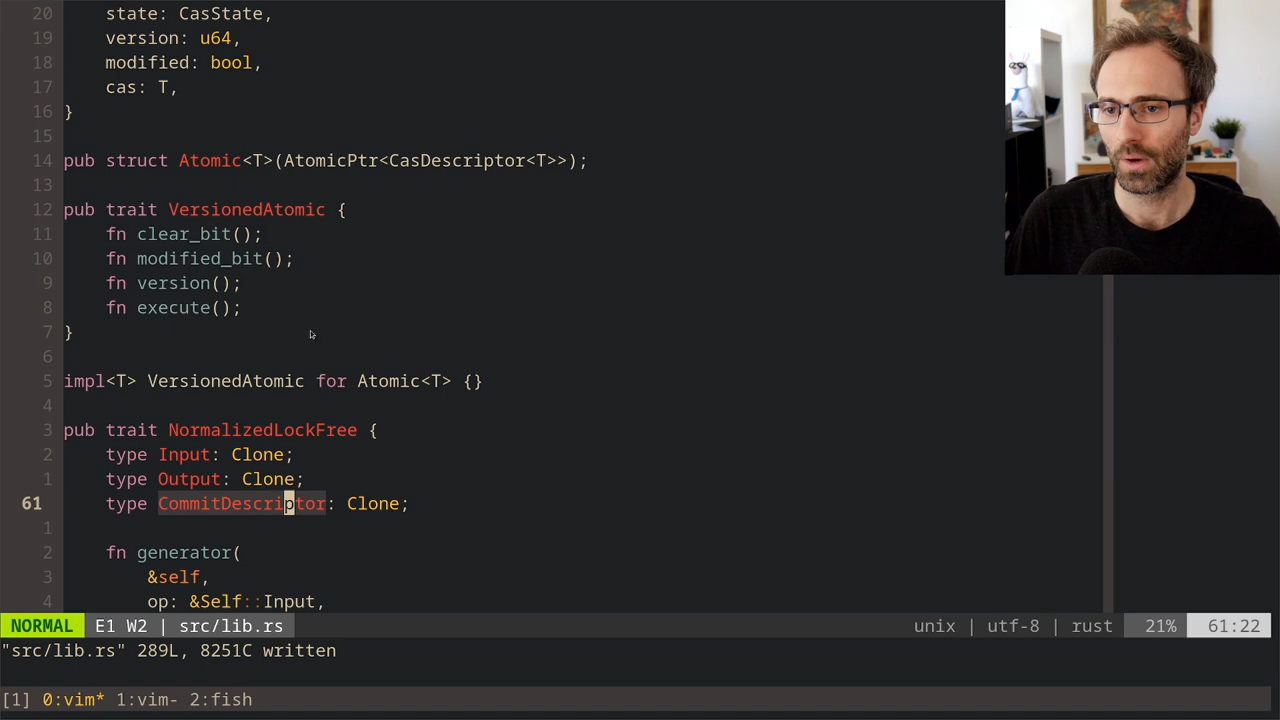 20 state: CasState,
19 version: u64,
18 modified: bool,
17 cas: T,
16 }
15
14 pub struct Atomic<T>(AtomicPtr<CasDescriptor<T>>);
13
12 pub trait VersionedAtomic {
11 fn clear_bit();
10 fn modified_bit();
9 fn version();
8 fn execute();
7 }
6
5 impl<T> VersionedAtomic for Atomic<T> {}
4
3 pub trait NormalizedLockFree {
2 type Input: Clone;
1 type Output: Clone;
61 type CommitDescriptor: Clone;
1
2 fn generator(
3 &self,
4 op: &Self::Input,
NORMAL E1 W2 | src/lib.rs unix | utf-8 | rust 21% 61:22
"src/lib.rs" 289L, 8251C written
[1] 0:vim* 1:vim- 2:fish